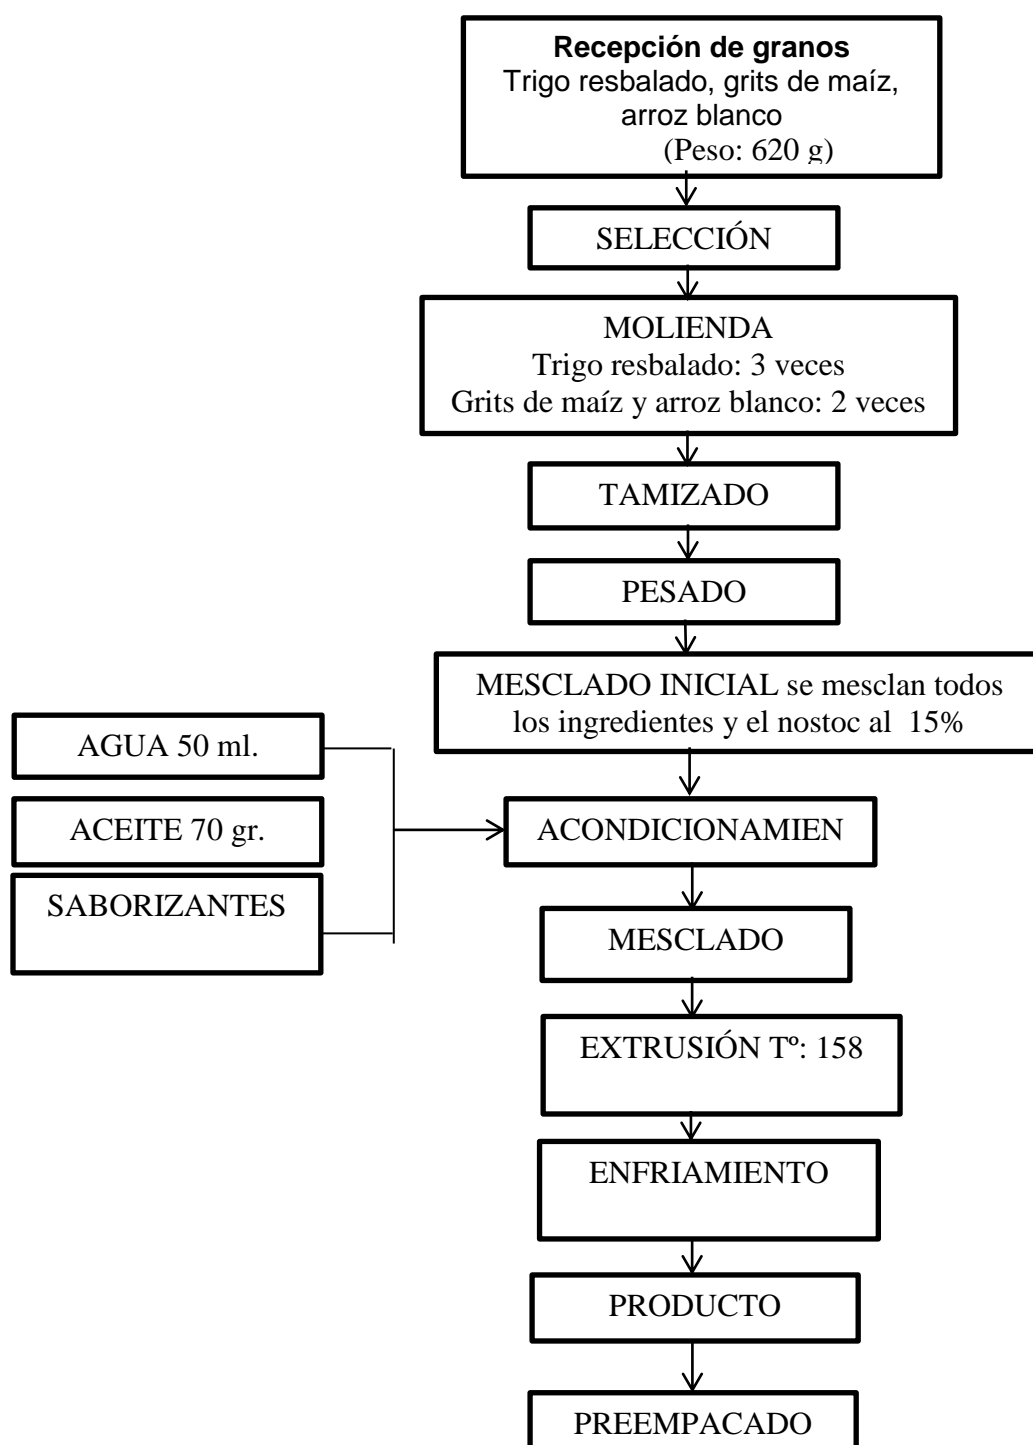 Recepción de granos
Trigo resbalado, grits de maíz,
arroz blanco
(Peso: 620 g)
SELECCIÓN
MOLIENDA
Trigo resbalado: 3 veces
Grits de maíz y arroz blanco: 2 veces
TAMIZADO
PESADO
MESCLADO INICIAL se mesclan todos
los ingredientes y el nostoc al 15%
AGUA 50 ml.
ACEITE 70 gr.
SABORIZANTES
ACONDICIONAMIEN
MESCLADO
EXTRUSIÓN Tº: 158
ENFRIAMIENTO
PRODUCTO
PREEMPACADO